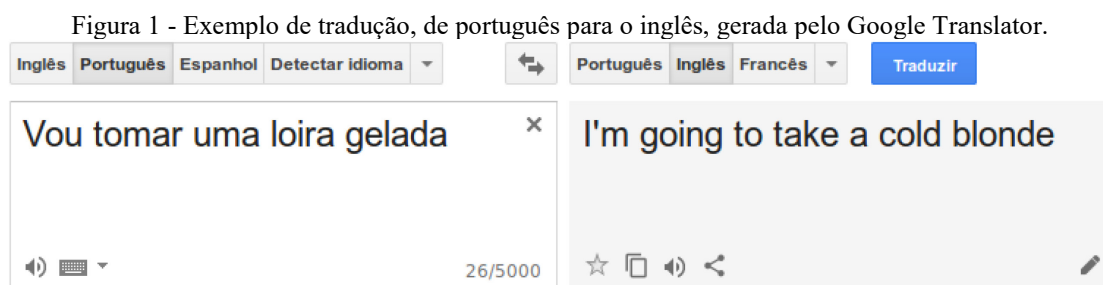 Figura 1 - Exemplo de tradução, de português para o inglês, gerada pelo Google Translator.
Inglês Português Espanhol Detectar idioma Português Inglês Francês Traduzir
Vou tomar uma loira gelada I'm going to take a cold blonde
26/5000